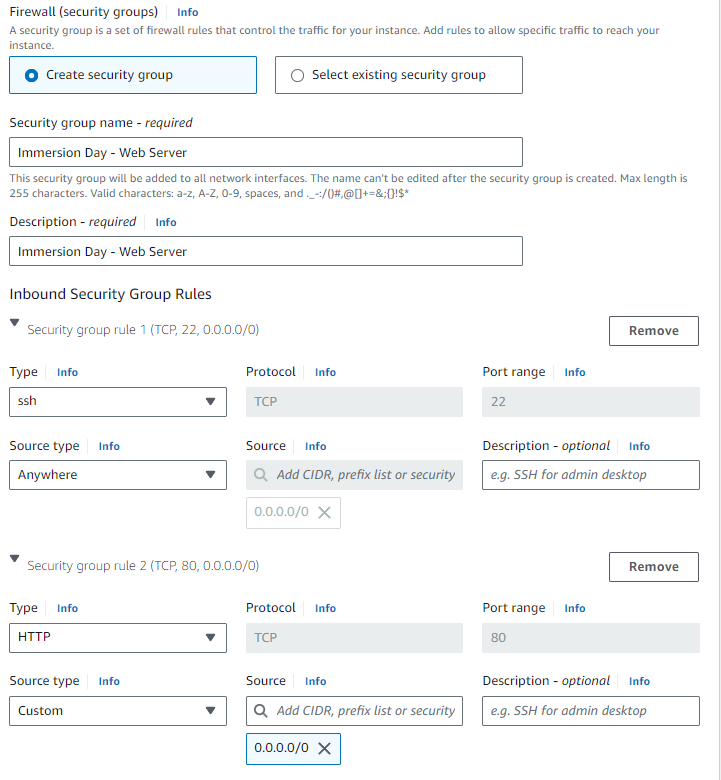 Firewall (security groups) Info
A security group is a set of firewall rules that control the traffic for your instance. Add rules to allow specific traffic to reach your
instance.
Create security group Select existing security group
Security group name - required
Immersion Day - Web Server
This security group will be added to all network interfaces. The name can't be edited after the security group is created. Max length is
255 characters. Valid characters: a-z, A-Z, 0-9, spaces, and ._-:/()#,@[]+=&;{}!$*
Description - required Info
Immersion Day - Web Server
Inbound Security Group Rules
Security group rule 1 (TCP, 22, 0.0.0.0/0) Remove
Type Info Protocol Info Port range Info
ssh TCP 22
Source type Info Source Info Description - optional Info
Anywhere Add CIDR, prefix list or security e.g. SSH for admin desktop
0.0.0.0/0
Security group rule 2 (TCP, 80, 0.0.0.0/0) Remove
Type Info Protocol Info Port range Info
HTTP TCP 80
Source type Info Source Info Description - optional Info
Custom Add CIDR, prefix list or security e.g. SSH for admin desktop
0.0.0.0/0